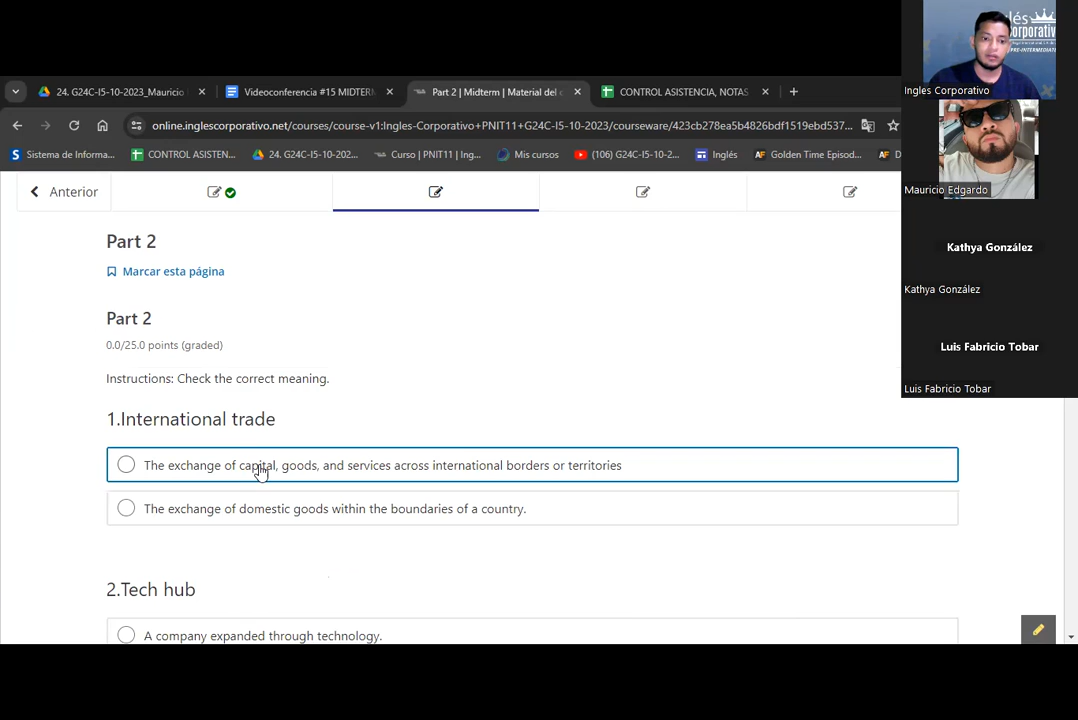 24. G24C-I5-10-2023_Mauricio
Videoconferencia #15 MIDTERM
Part 2 | Midterm | Material del c
CONTROL ASISTENCIA, NOTAS
online.inglescorporativo.net/courses/course-v1:Ingles-Corporativo+PNIT11+G24C-I5-10-2023/courseware/423cb278ea5b4826bdf1519ebd537...
Sistema de Informa...
CONTROL ASISTEN...
24. G24C-I5-10-202...
Curso | PNIT11 | Ing...
Mis cursos
(106) G24C-I5-10-2...
Inglés
Golden Time Episod...
Anterior
Part 2
Marcar esta página
Part 2
0.0/25.0 points (graded)
Instructions: Check the correct meaning.
1.International trade
The exchange of capital, goods, and services across international borders or territories
The exchange of domestic goods within the boundaries of a country.
2.Tech hub
A company expanded through technology.
Ingles Corporativo
Mauricio Edgardo
Kathya González
Kathya González
Luis Fabricio Tobar
Luis Fabricio Tobar